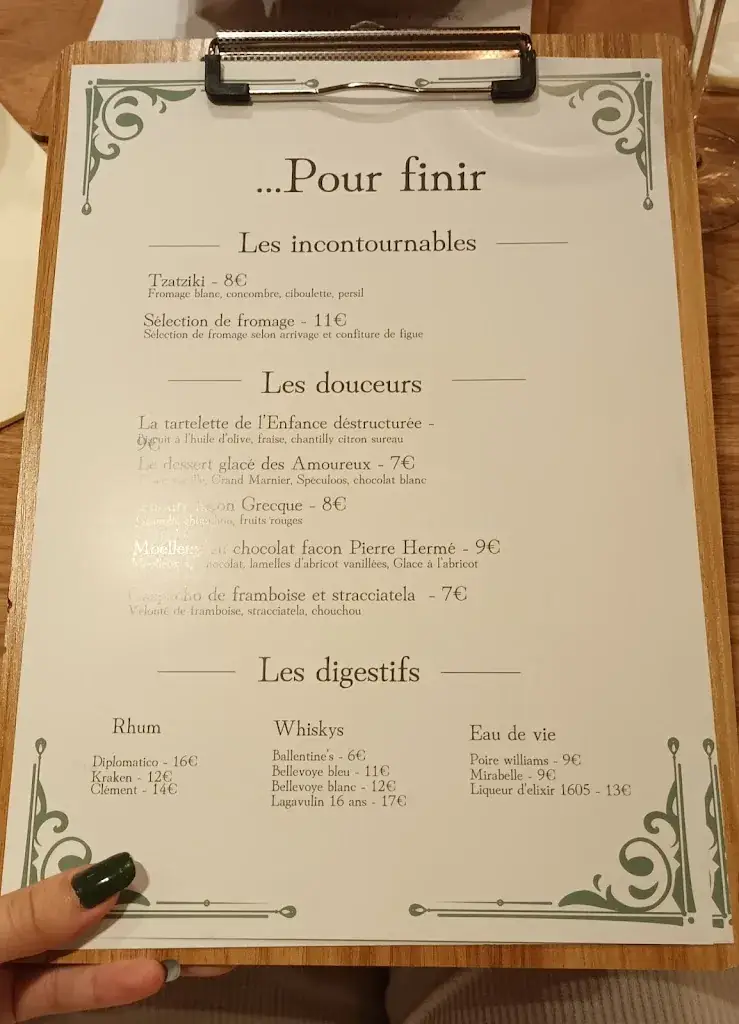 ...Pour finir
Les incontournables
Tzatziki - 8€
Fromage blanc, concombre, ciboulette, persil
Sélection de fromage - 11€
Sélection de fromage selon arrivage et confiture de figue
Les douceurs
La tartelette de l'Enfance déstructurée -
9€
Biscuit à l'huile d'olive, fraise, chantilly citron sureau
Le dessert glacé des Amoureux - 7€
Grand Marnier, Spéculoos, chocolat blanc
Grecque - 8€
fruits rouges
Moelleux au chocolat facon Pierre Hermé - 9€
lamelles d'abricot vanillées, Glace à l'abricot
de framboise et stracciatela - 7€
Velouté de framboise, stracciatela, chouchou
Les digestifs
Rhum
Diplomatico - 16€
Kraken - 12€
Clément - 14€
Whiskys
Ballentine's - 6€
Bellevoye bleu - 11€
Bellevoye blanc - 12€
Lagavulin 16 ans - 17€
Eau de vie
Poire williams - 9€
Mirabelle - 9€
Liqueur d'elixir 1605 - 13€